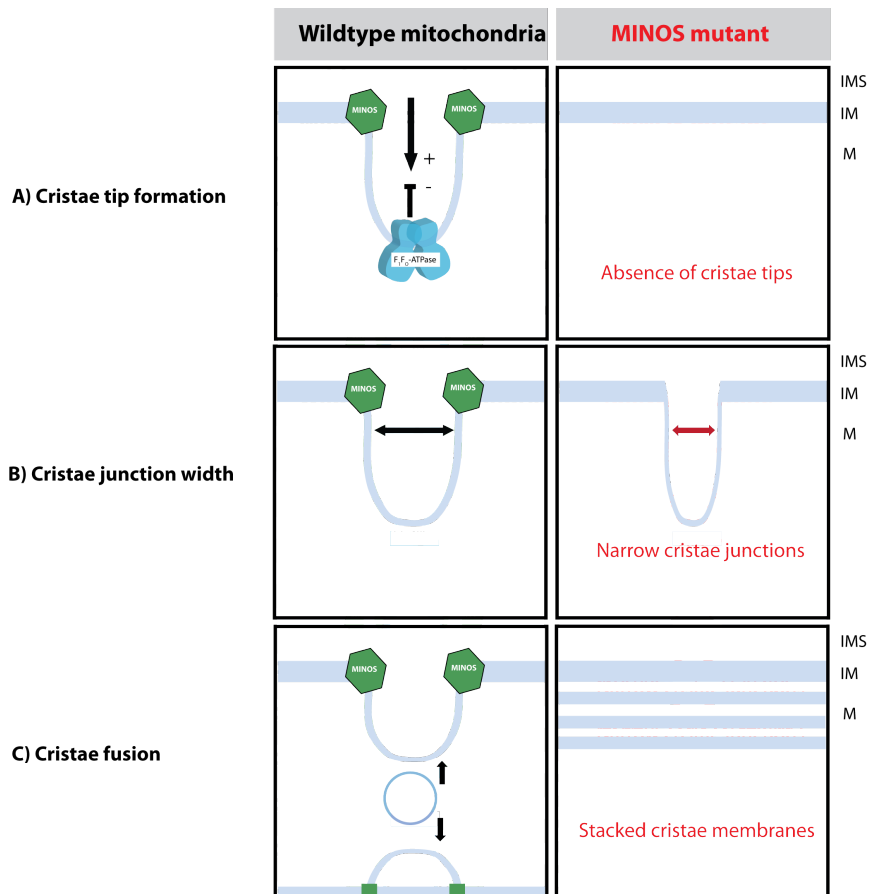 Wildtype mitochondria
MINOS mutant
A) Cristae tip formation
MINOS
MINOS
+
-
F1FO-ATPase
Absence of cristae tips
IMS
IM
M
B) Cristae junction width
MINOS
MINOS
Narrow cristae junctions
IMS
IM
M
C) Cristae fusion
MINOS
MINOS
Stacked cristae membranes
IMS
IM
M